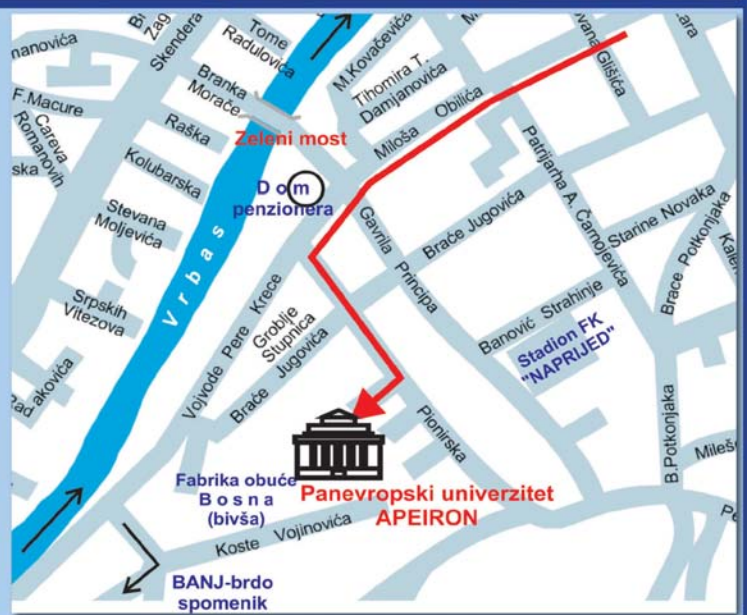 Tome
Radulovića
Skendera
Branka
Morače
F.Macure
Careva
Romanovih
Raška
Kolubarska
Stevana
Moljevića
Srpskih
Vitezova
Vrbas
Zeleni most
M.Kovačevića
Tihomira T.
Damjanovića
Miloša Obilića
Glišića
Dom
penzionera
Gavrila Principa
Braće Jugovića
Patrijarha A. Čarnojevića
Starine Novaka
Brace Potkonjaka
Banović Strahinje
Stadion FK
"NAPRIJED"
Vojvode Pere Krece
Groblje
Stupnica
Braće Jugovića
Pionirska
B.Potkonjaka
Fabrika obuće
Bosna
(bivša)
Panevropski univerzitet
APEIRON
Koste Vojinovića
BANJ-brdo
spomenik